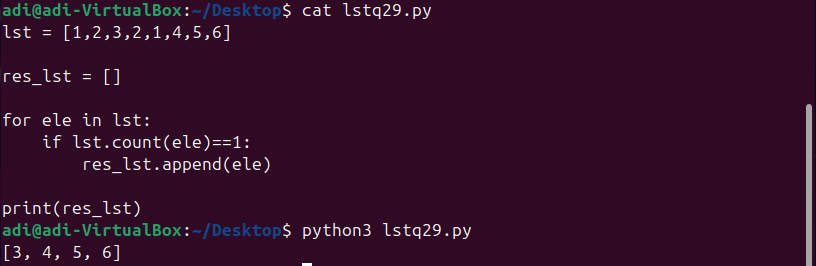 adi@adi-VirtualBox:~/Desktop$ cat lstq29.py
lst = [1,2,3,2,1,4,5,6]

res_lst = []

for ele in lst:
    if lst.count(ele)==1:
        res_lst.append(ele)

print(res_lst)
adi@adi-VirtualBox:~/Desktop$ python3 lstq29.py
[3, 4, 5, 6]